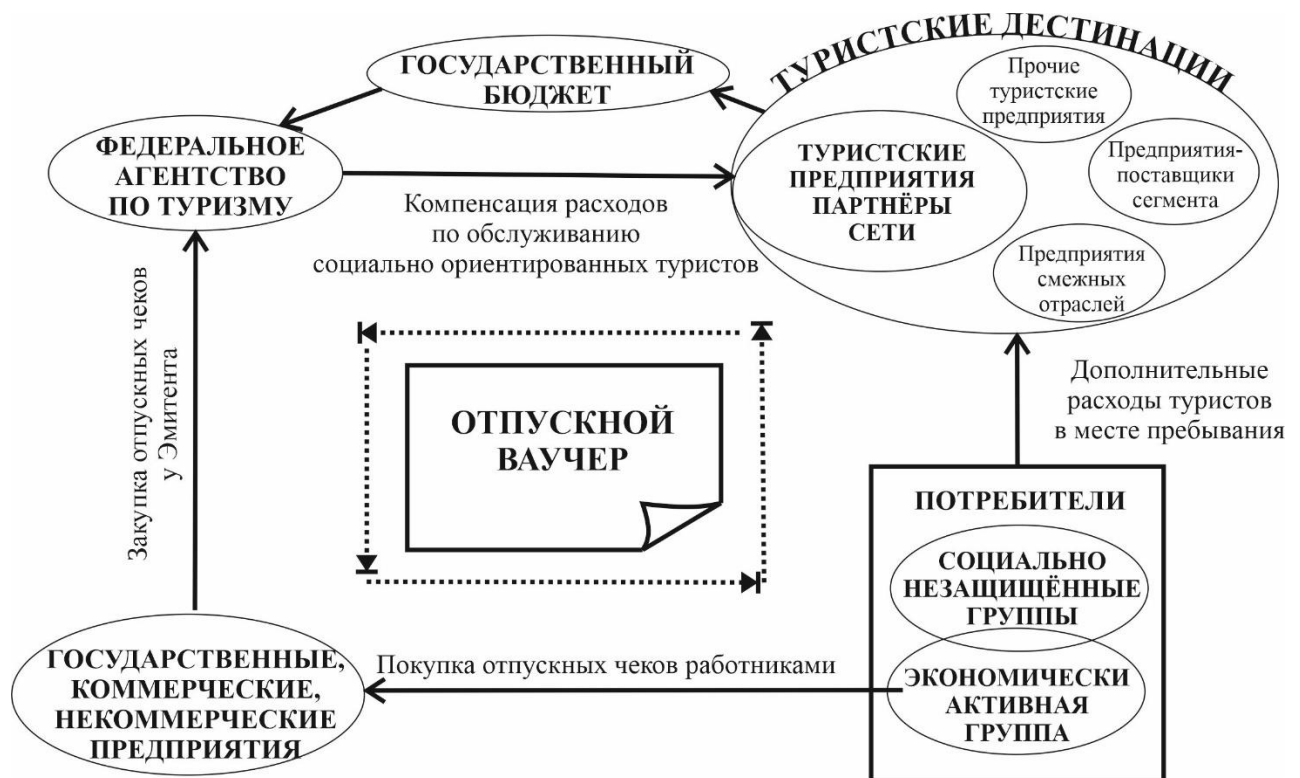 ТУРИСТСКИЕ ДЕСТИНАЦИИ
ГОСУДАРСТВЕННЫЙ
БЮДЖЕТ
Прочие
туристские
предприятия
ФЕДЕРАЛЬНОЕ
АГЕНТСТВО
ПО ТУРИЗМУ
ТУРИСТСКИЕ
ПРЕДПРИЯТИЯ
ПАРТНЁРЫ
СЕТИ
Предприятия-
поставщики
сегмента
Компенсация расходов
по обслуживанию
социально ориентированных туристов
Предприятия
смежных
отраслей
Закупка отпускных чеков
у Эмитента
ОТПУСКНОЙ
ВАУЧЕР
Дополнительные
расходы туристов
в месте пребывания
ПОТРЕБИТЕЛИ
СОЦИАЛЬНО
НЕЗАЩИЩЁННЫЕ
ГРУППЫ
ЭКОНОМИЧЕСКИ
АКТИВНАЯ
ГРУППА
Покупка отпускных чеков работниками
ГОСУДАРСТВЕННЫЕ,
КОММЕРЧЕСКИЕ,
НЕКОММЕРЧЕСКИЕ
ПРЕДПРИЯТИЯ